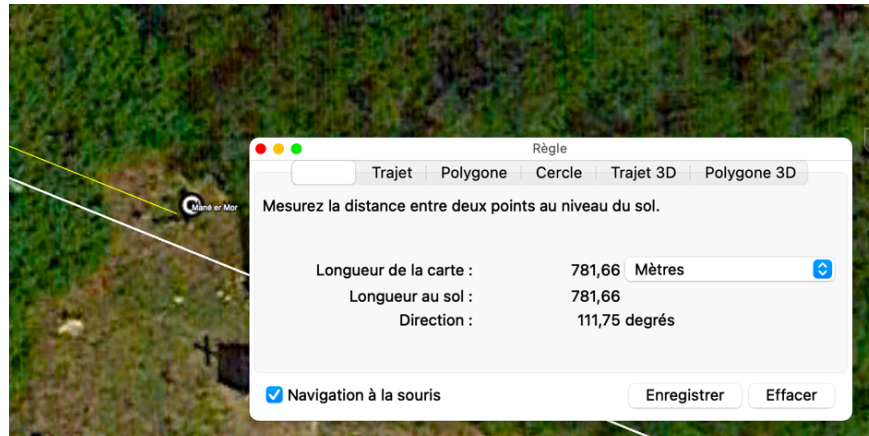 Règle
Trajet Polygone Cercle Trajet 3D Polygone 3D
Mané er Mor
Mesurez la distance entre deux points au niveau du sol.
Longueur de la carte : 781,66 Mètres
Longueur au sol : 781,66
Direction : 111,75 degrés
Navigation à la souris Enregistrer Effacer